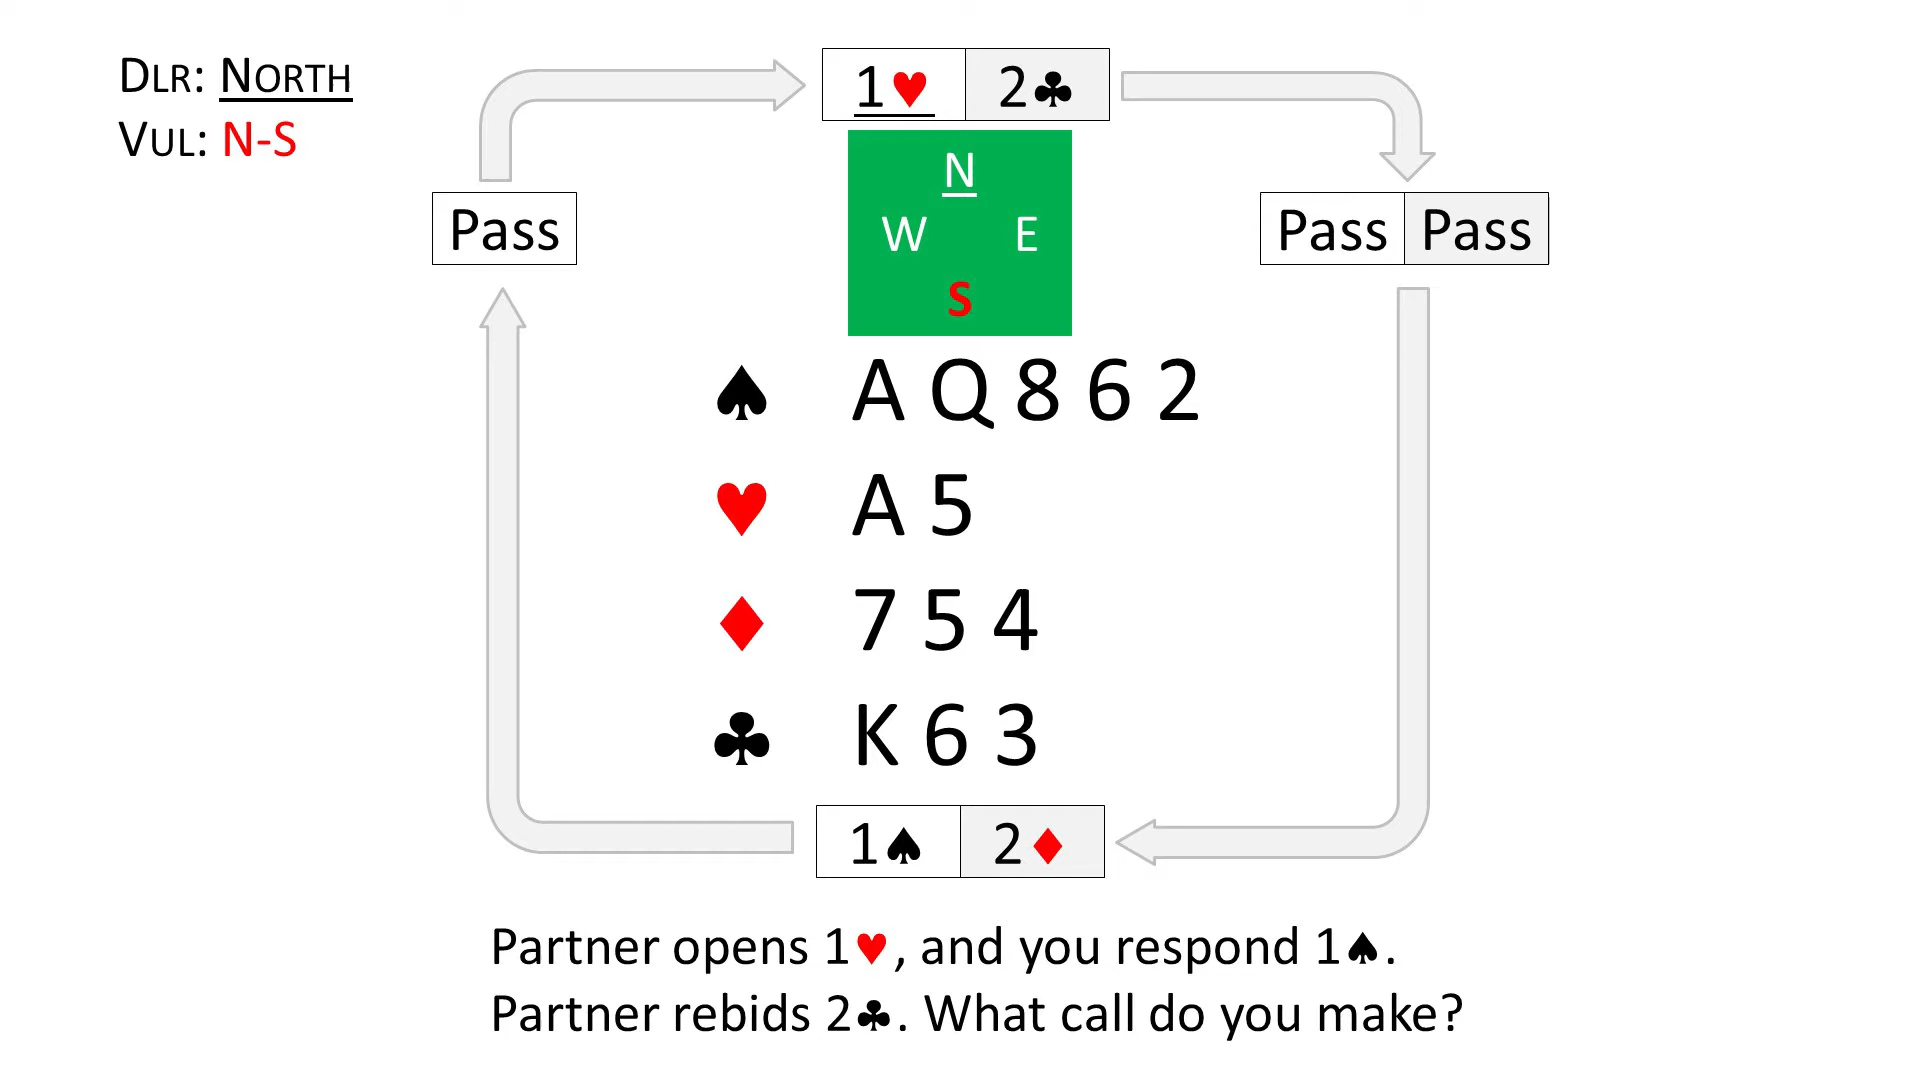 DLR: NORTH
VUL: N-S
1♥ 2♣
Pass
Pass Pass
N
W E
S
♠ A Q 8 6 2
♥ A 5
♦ 7 5 4
♣ K 6 3
1♠ 2♦
Partner opens 1♥, and you respond 1♠.
Partner rebids 2♣. What call do you make?